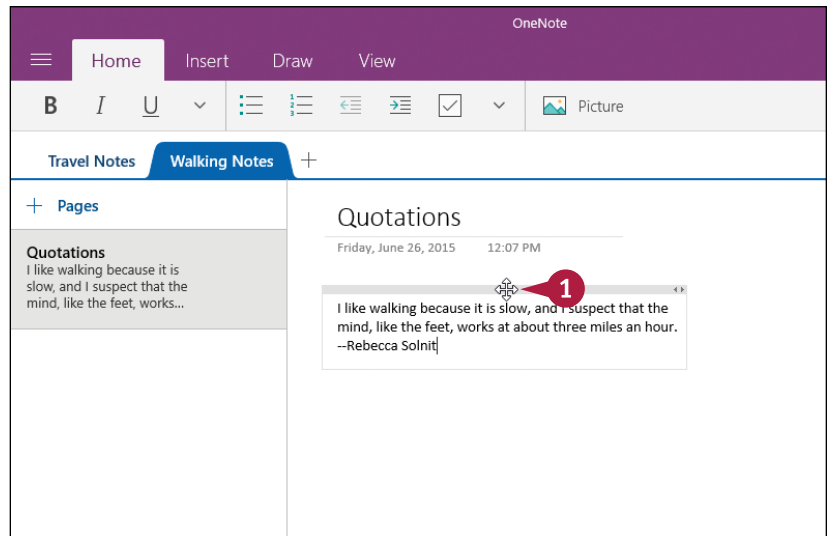 OneNote
Home Insert Draw View
B I U Picture
Travel Notes Walking Notes
Pages
Quotations
I like walking because it is
slow, and I suspect that the
mind, like the feet, works...
Quotations
Friday, June 26, 2015 12:07 PM
1
I like walking because it is slow, and I suspect that the
mind, like the feet, works at about three miles an hour.
--Rebecca Solnit